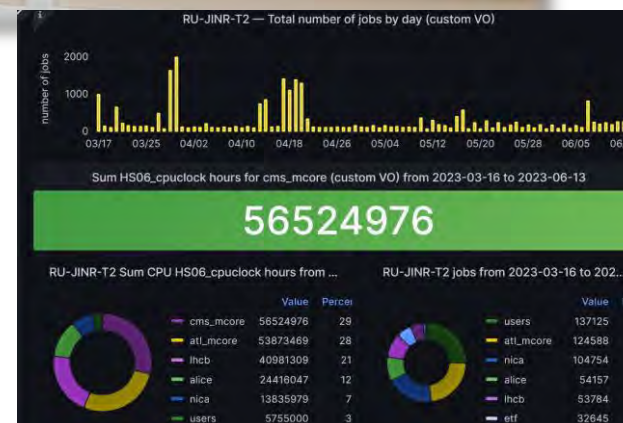 i
RU-JINR-T2 — Total number of jobs by day (custom VO)
number of jobs
2000
1000
0
03/17 03/25 04/02 04/10 04/18 04/26 05/04 05/12 05/20 05/28 06/05 06
Sum HS06_cpuclock hours for cms_mcore (custom VO) from 2023-03-16 to 2023-06-13
56524976
RU-JINR-T2 Sum CPU HS06_cpuclock hours from ...
Value Percer
cms_mcore 56524976 29
atl_mcore 53873469 28
lhcb 40981309 21
alice 24416047 12
nica 13835979 7
users 5755000 3
RU-JINR-T2 jobs from 2023-03-16 to 202...
Value
users 137125
atl_mcore 124588
nica 104754
alice 54157
lhcb 53784
etf 32645